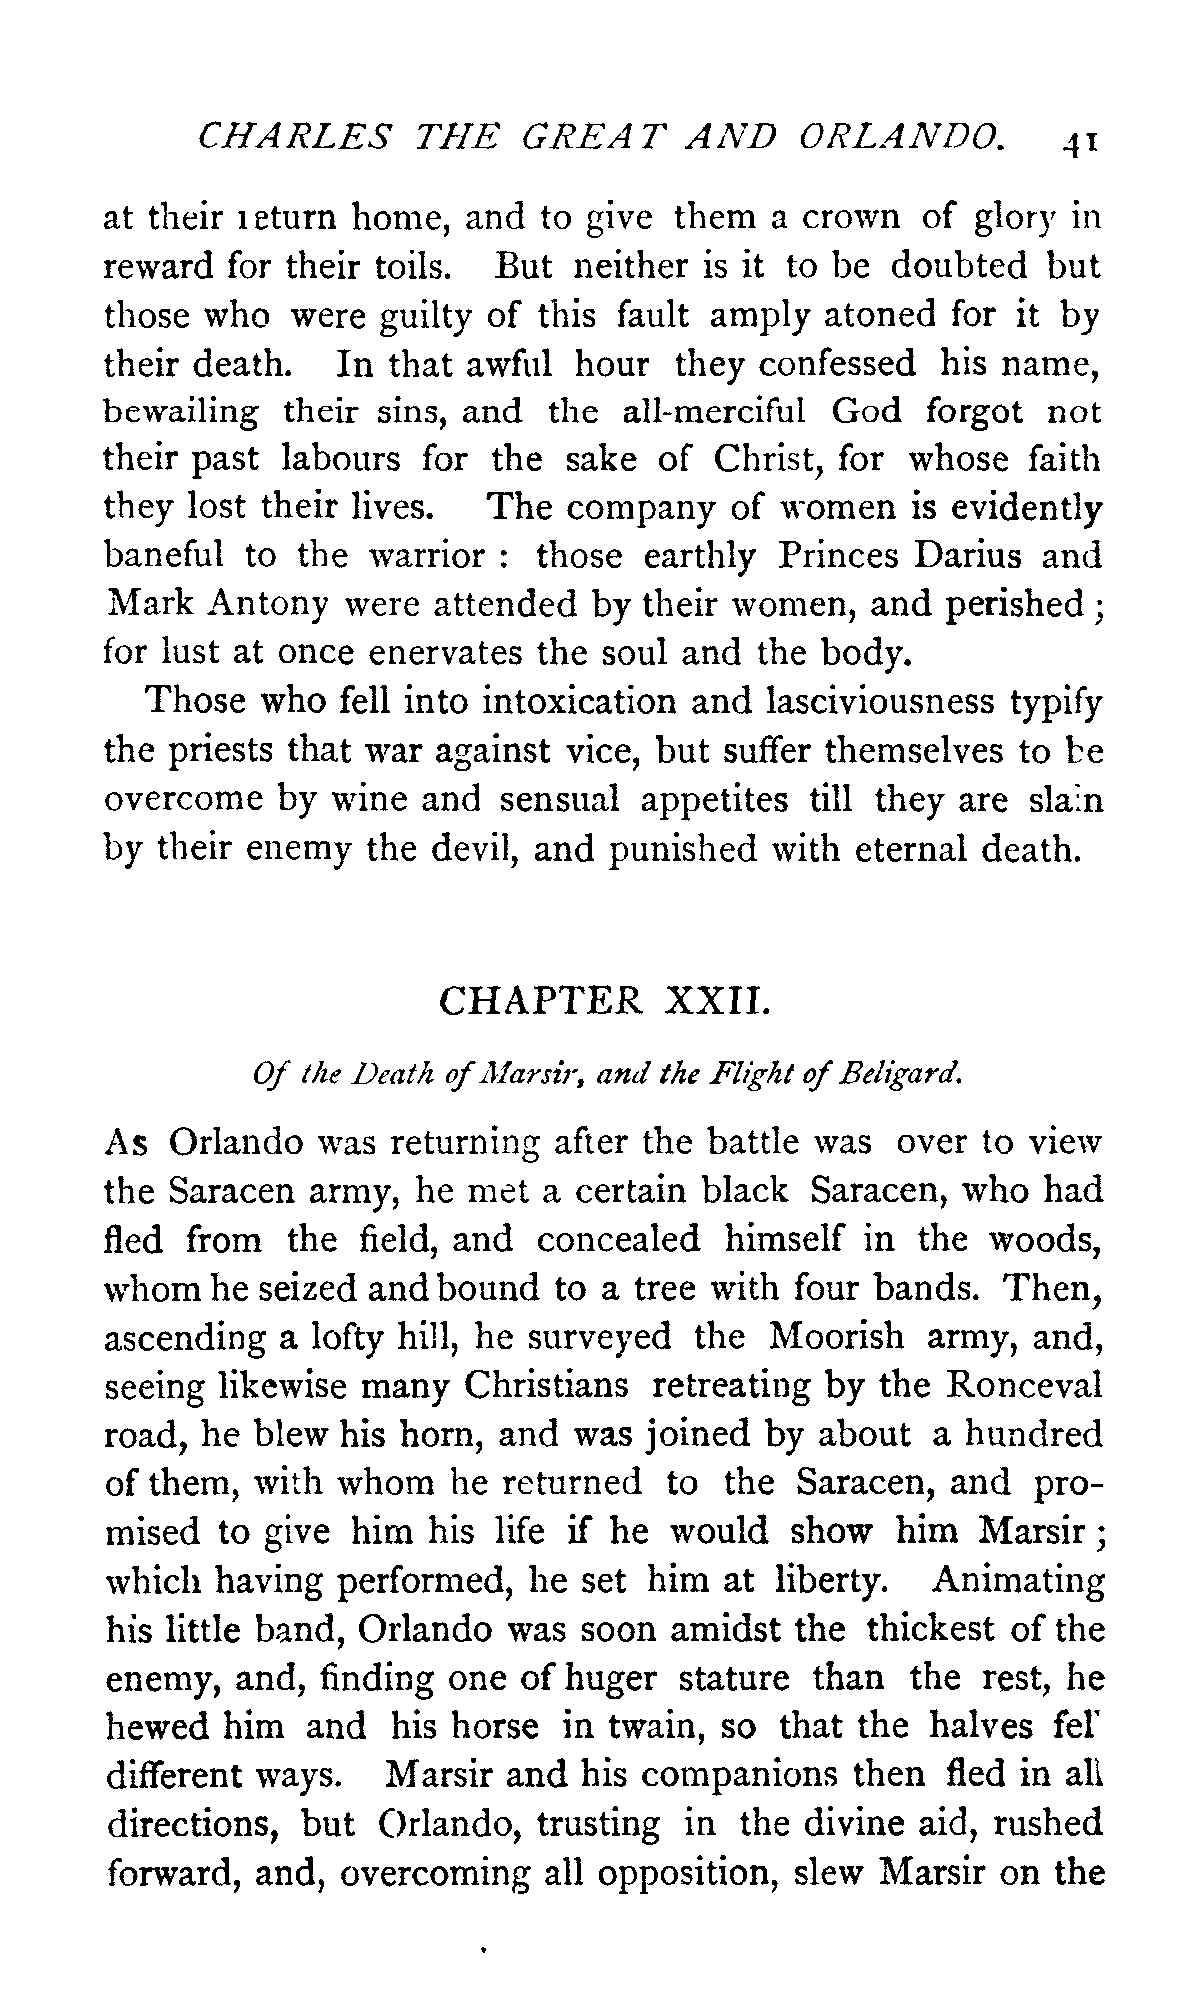 CHARLES THE GREAT AND ORLANDO. 41
at their return home, and to give them a crown of glory in
reward for their toils. But neither is it to be doubted but
those who were guilty of this fault amply atoned for it by
their death. In that awful hour they confessed his name,
bewailing their sins, and the all-merciful God forgot not
their past labours for the sake of Christ, for whose faith
they lost their lives. The company of women is evidently
baneful to the warrior : those earthly Princes Darius and
Mark Antony were attended by their women, and perished ;
for lust at once enervates the soul and the body.
Those who fell into intoxication and lasciviousness typify
the priests that war against vice, but suffer themselves to be
overcome by wine and sensual appetites till they are slain
by their enemy the devil, and punished with eternal death.
CHAPTER XXII.
Of the Death of Marsir, and the Flight of Beligard.
As Orlando was returning after the battle was over to view
the Saracen army, he met a certain black Saracen, who had
fled from the field, and concealed himself in the woods,
whom he seized and bound to a tree with four bands. Then,
ascending a lofty hill, he surveyed the Moorish army, and,
seeing likewise many Christians retreating by the Ronceval
road, he blew his horn, and was joined by about a hundred
of them, with whom he returned to the Saracen, and pro-
mised to give him his life if he would show him Marsir ;
which having performed, he set him at liberty. Animating
his little band, Orlando was soon amidst the thickest of the
enemy, and, finding one of huger stature than the rest, he
hewed him and his horse in twain, so that the halves fell
different ways. Marsir and his companions then fled in all
directions, but Orlando, trusting in the divine aid, rushed
forward, and, overcoming all opposition, slew Marsir on the